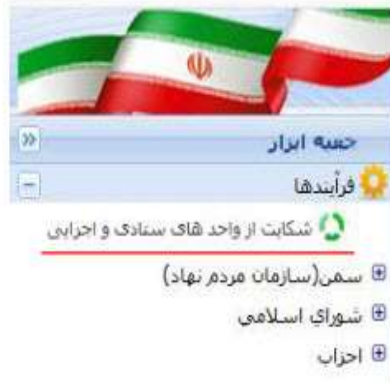 جعبه ابزار
فرآیندها
شکایت از واحد های ستادی و اجرایی
سمن(سازمان مردم نهاد)
شورای اسلامی
احزاب